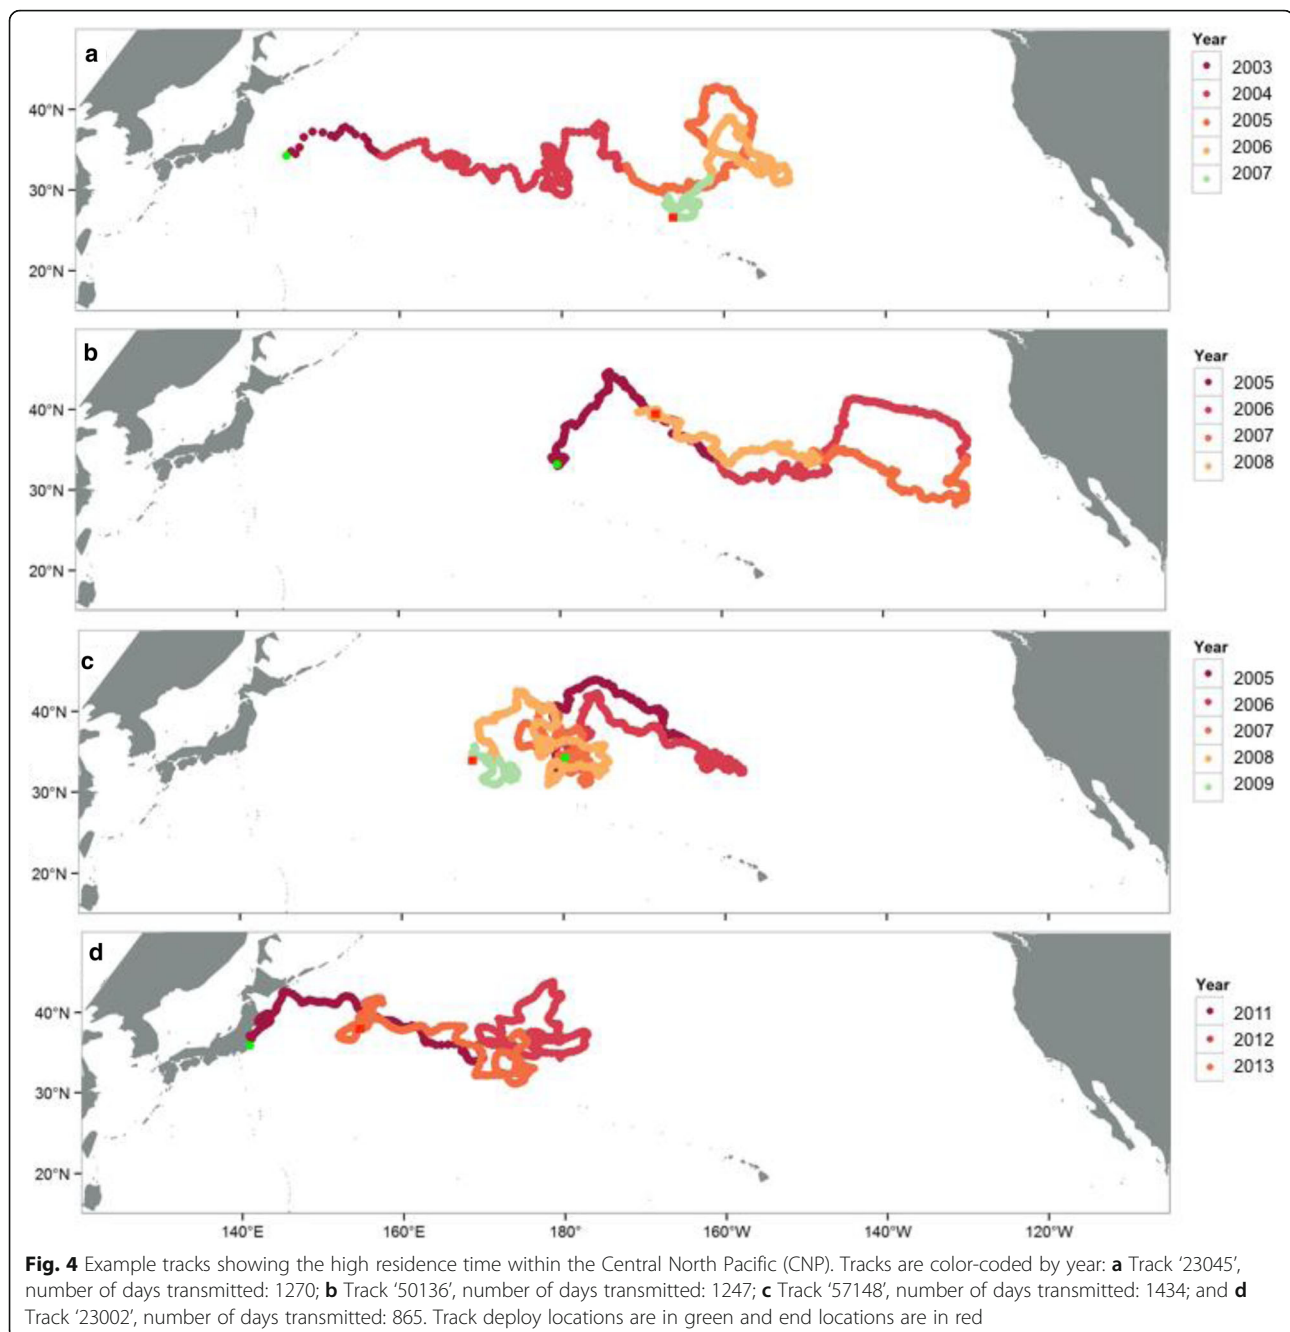 a
Year
2003
2004
2005
2006
2007
40°N
30°N
20°N
b
Year
2005
2006
2007
2008
40°N
30°N
20°N
c
Year
2005
2006
2007
2008
2009
40°N
30°N
20°N
d
Year
2011
2012
2013
40°N
30°N
20°N
140°E 160°E 180° 160°W 140°W 120°W
Fig. 4 Example tracks showing the high residence time within the Central North Pacific (CNP). Tracks are color-coded by year: a Track ‘23045’,
number of days transmitted: 1270; b Track ‘50136’, number of days transmitted: 1247; c Track ‘57148’, number of days transmitted: 1434; and d
Track ‘23002’, number of days transmitted: 865. Track deploy locations are in green and end locations are in red